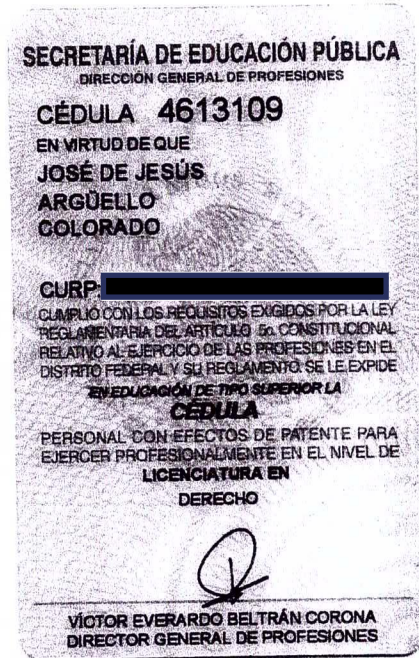 SECRETARÍA DE EDUCACIÓN PÚBLICA
DIRECCIÓN GENERAL DE PROFESIONES
CÉDULA 4613109
EN VIRTUD DE QUE
JOSÉ DE JESÚS
ARGÜELLO
COLORADO
CURP:
CUMPLIÓ CON LOS REQUISITOS EXIGIDOS POR LA LEY
REGLAMENTARIA DEL ARTÍCULO 5o. CONSTITUCIONAL
RELATIVO AL EJERCICIO DE LAS PROFESIONES EN EL
DISTRITO FEDERAL Y SU REGLAMENTO. SE LE EXPIDE
EN EDUCACIÓN DE TIPO SUPERIOR LA
CÉDULA
PERSONAL CON EFECTOS DE PATENTE PARA
EJERCER PROFESIONALMENTE EN EL NIVEL DE
LICENCIATURA EN
DERECHO
VÍCTOR EVERARDO BELTRÁN CORONA
DIRECTOR GENERAL DE PROFESIONES